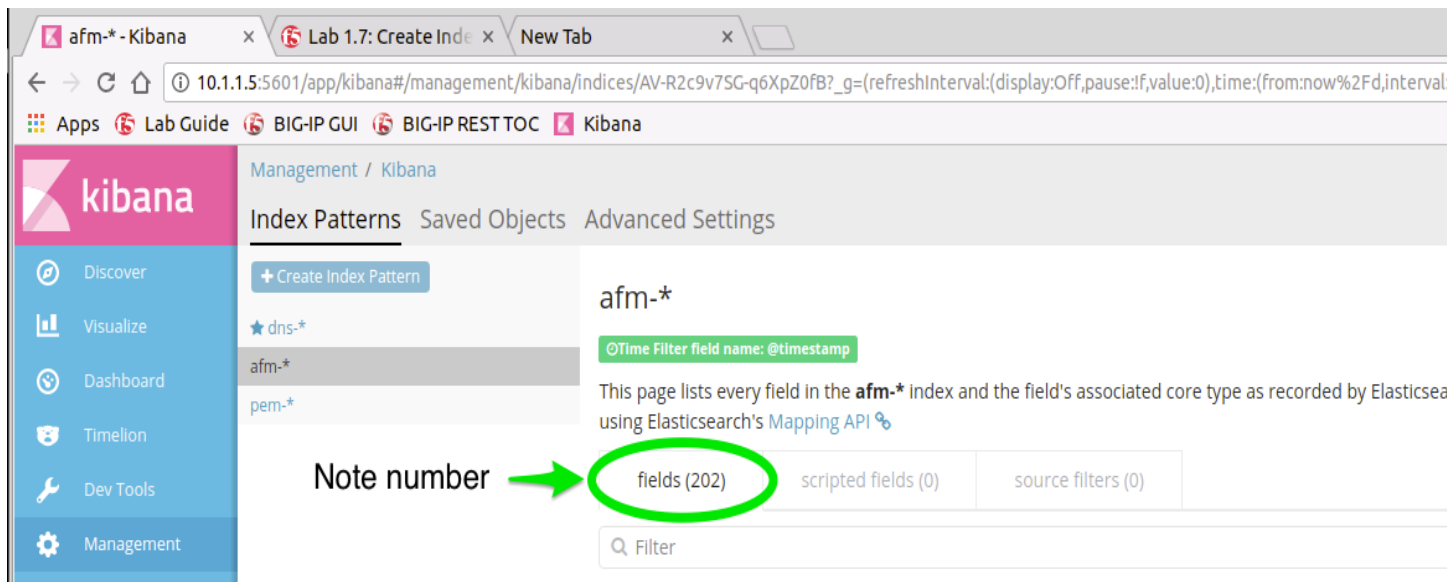 afm-* - Kibana
Lab 1.7: Create Inde
New Tab
10.1.1.5:5601/app/kibana#/management/kibana/indices/AV-R2c9v7SG-q6XpZ0fB?_g=(refreshInterval:(display:Off,pause:!f,value:0),time:(from:now%2Fd,interval:
Apps Lab Guide BIG-IP GUI BIG-IP REST TOC Kibana
kibana
Discover
Visualize
Dashboard
Timelion
Dev Tools
Management
Management / Kibana
Index Patterns Saved Objects Advanced Settings
+ Create Index Pattern
dns-*
afm-*
pem-*
afm-*
Time Filter field name: @timestamp
This page lists every field in the afm-* index and the field's associated core type as recorded by Elasticsea
using Elasticsearch's Mapping API
Note number
fields (202) scripted fields (0) source filters (0)
Filter